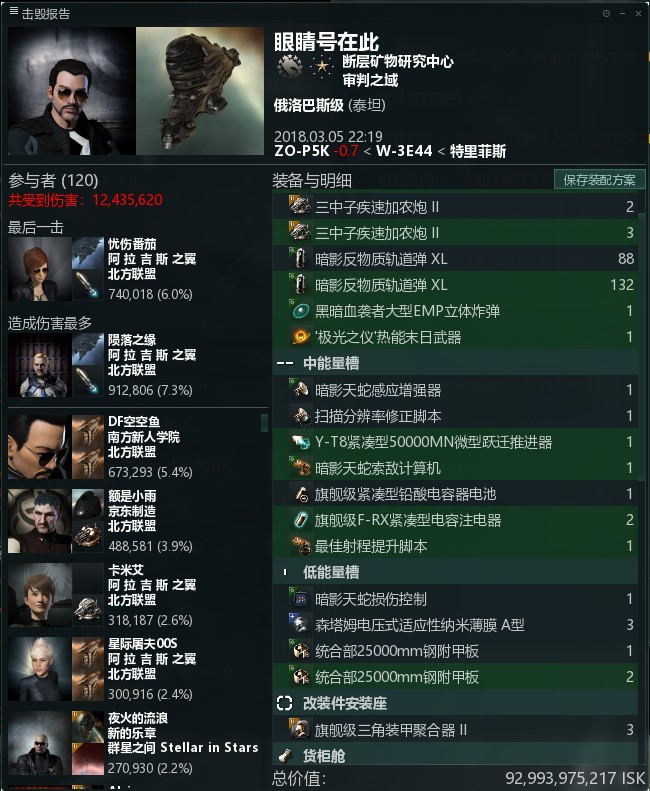 击毁报告
眼睛号在此
断层矿物研究中心
审判之域
俄洛巴斯级 (泰坦)
2018.03.05 22:19
ZO-P5K -0.7 < W-3E44 < 特里菲斯
参与者 (120)
共受到伤害: 12,435,620
最后一击
忧伤番茄
阿 拉 吉 斯 之翼
北方联盟
740,018 (6.0%)
造成伤害最多
陨落之缘
阿 拉 吉 斯 之翼
北方联盟
912,806 (7.3%)
DF空空鱼
南方新人学院
北方联盟
673,293 (5.4%)
额是小雨
京东制造
北方联盟
488,581 (3.9%)
卡米艾
阿 拉 吉 斯 之翼
北方联盟
318,187 (2.6%)
星际屠夫00S
阿 拉 吉 斯 之翼
北方联盟
300,916 (2.4%)
夜火的流浪
新的乐章
群星之间 Stellar in Stars
270,930 (2.2%)
装备与明细
保存装配方案
三中子疾速加农炮 II 2
三中子疾速加农炮 II 3
暗影反物质轨道弹 XL 88
暗影反物质轨道弹 XL 132
黑暗血袭者大型EMP立体炸弹 1
'极光之仪'热能末日武器 1
中能量槽
暗影天蛇感应增强器 1
扫描分辨率修正脚本 1
Y-T8紧凑型50000MN微型跃迁推进器 1
暗影天蛇索敌计算机 1
旗舰级紧凑型铅酸电容器电池 1
旗舰级F-RX紧凑型电容注电器 2
最佳射程提升脚本 1
低能量槽
暗影天蛇损伤控制 1
森塔姆电压式适应性纳米薄膜 A型 3
统合部25000mm钢附甲板 1
统合部25000mm钢附甲板 2
改装件安装座
旗舰级三角装甲聚合器 II 3
货柜舱
总价值: 92,993,975,217 ISK